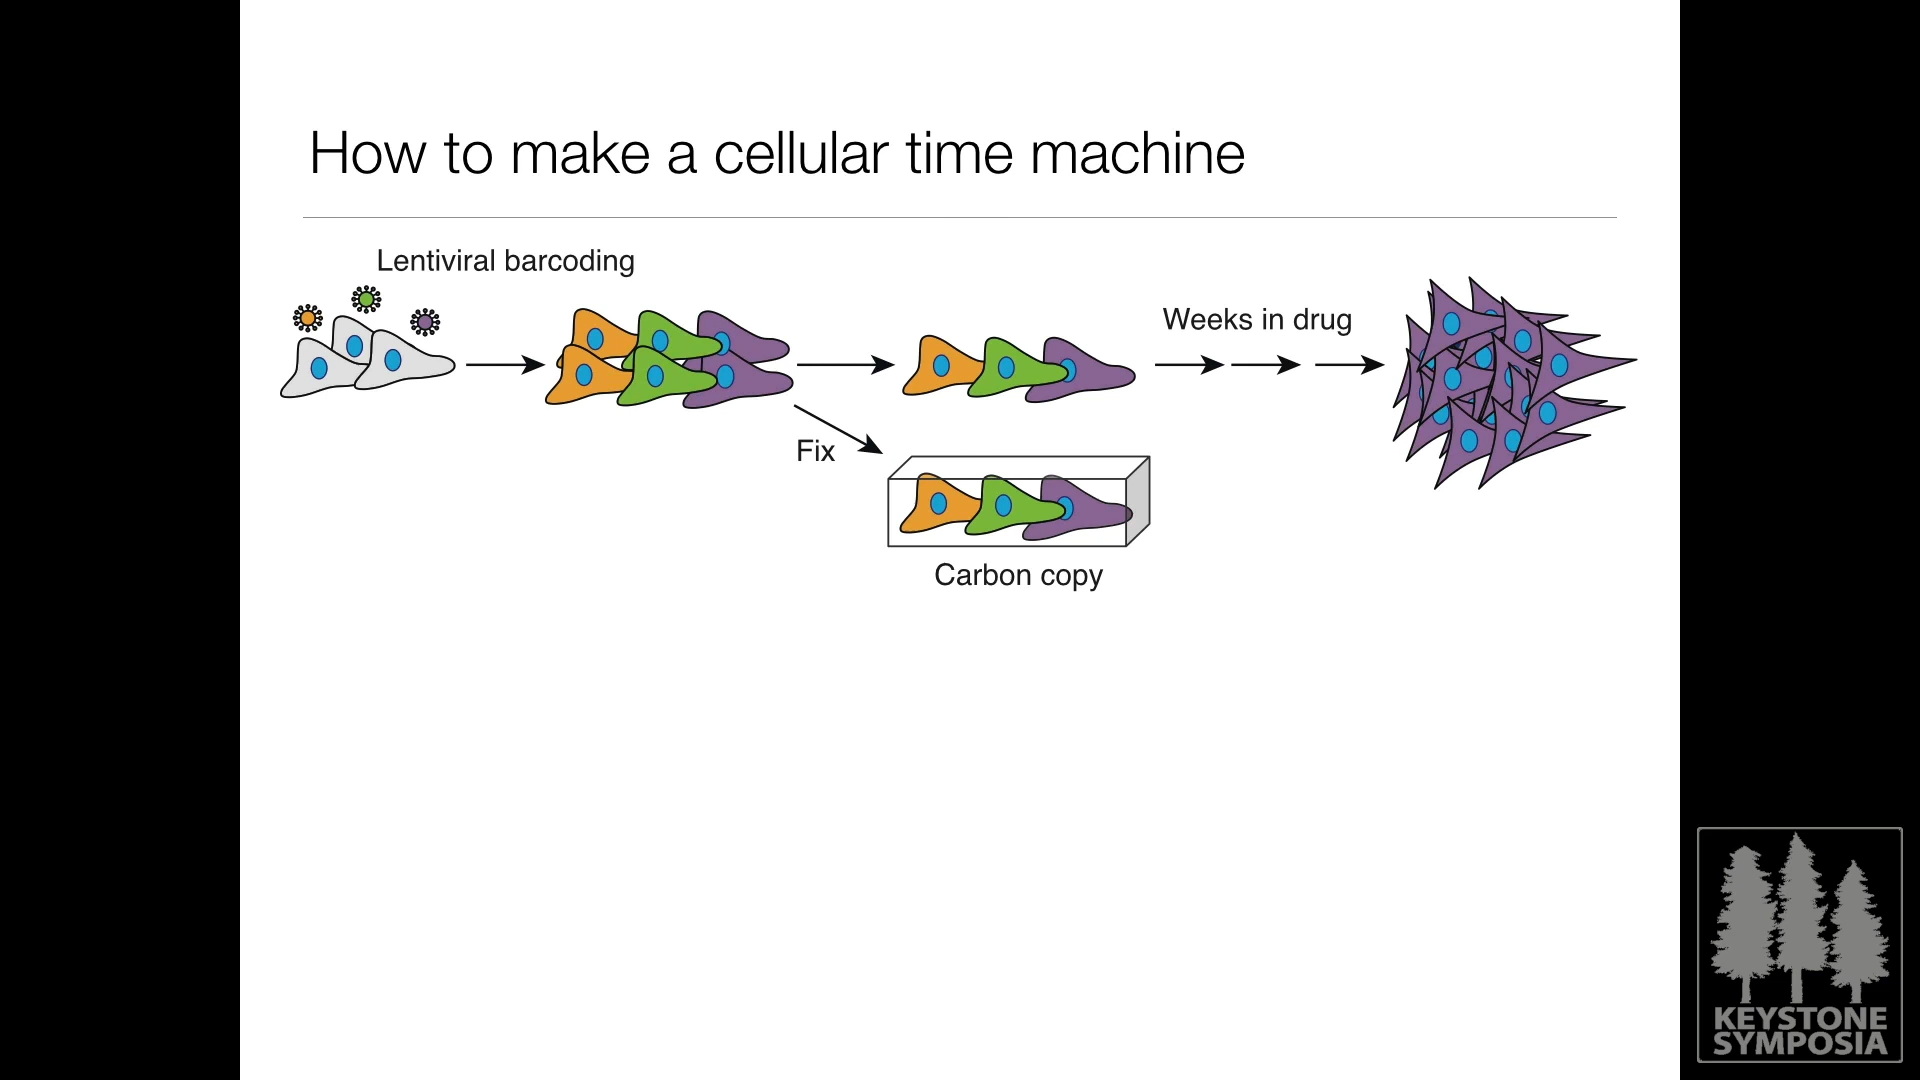 How to make a cellular time machine
Lentiviral barcoding
Weeks in drug
Fix
Carbon copy
KEYSTONE
SYMPOSIA